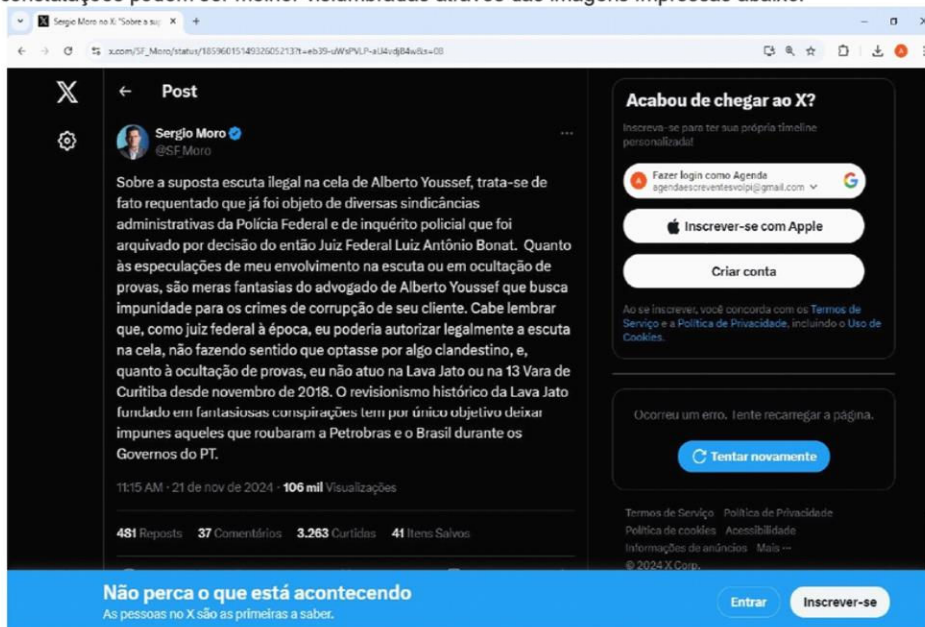 constatações podem ser melhor vislumbradas através das imagens impressas abaixo:
Sergio Moro no X: "Sobre a sup
x.com/SF_Moro/status/
Post
Sergio Moro
@SF_Moro
Sobre a suposta escuta ilegal na cela de Alberto Youssef, trata-se de
fato requentado que já foi objeto de diversas sindicâncias
administrativas da Polícia Federal e de inquérito policial que foi
arquivado por decisão do então Juiz Federal Luiz Antônio Bonat. Quanto
às especulações de meu envolvimento na escuta ou em ocultação de
provas, são meras fantasias do advogado de Alberto Youssef que busca
impunidade para os crimes de corrupção de seu cliente. Cabe lembrar
que, como juiz federal à época, eu poderia autorizar legalmente a escuta
na cela, não fazendo sentido que optasse por algo clandestino, e,
quanto à ocultação de provas, eu não atuo na Lava Jato ou na 13 Vara de
Curitiba desde novembro de 2018. O revisionismo histórico da Lava Jato
fundado em fantasiosas conspirações tem por único objetivo deixar
impunes aqueles que roubaram a Petrobras e o Brasil durante os
Governos do PT.
11:15 AM · 21 de nov de 2024 · 106 mil Visualizações
481 Reposts 37 Comentários 3.263 Curtidas 41 Itens Salvos
Acabou de chegar ao X?
Inscreva-se para ter sua própria timeline
personalizada!
A
Fazer login como Agenda
agendaescreventesvolpi@gmail.com
Inscrever-se com Apple
Criar conta
Ao se inscrever, você concorda com os Termos de
Serviço e a Política de Privacidade, incluindo o Uso de
Cookies.
Ocorreu um erro. Tente recarregar a página.
Tentar novamente
Termos de Serviço Política de Privacidade
Política de cookies Acessibilidade
Informações de anúncios Mais ···
© 2024 X Corp.
Não perca o que está acontecendo
As pessoas no X são as primeiras a saber.
Entrar
Inscrever-se